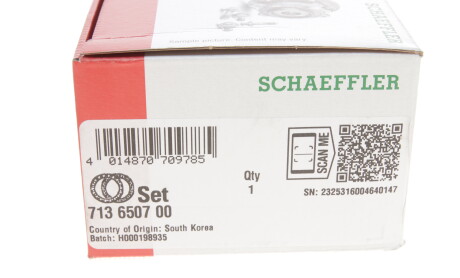 SCHAEFFLER
4 014870 709785
Set
Qty
1
SCAN ME
713 6507 00
SN: 2325316004640147
Country of Origin: South Korea
Batch: H000198935